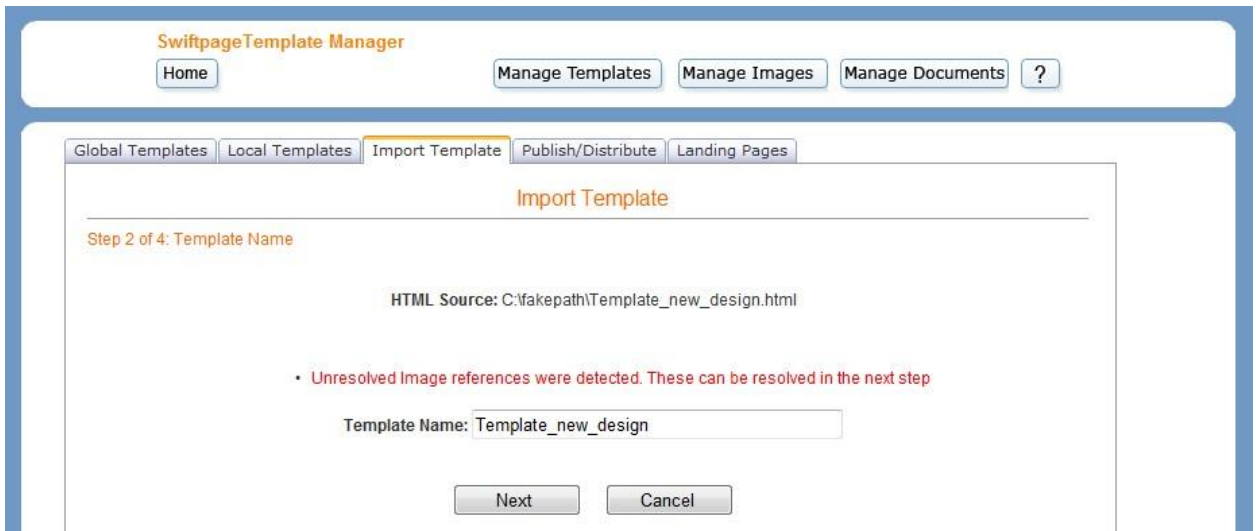 SwiftpageTemplate Manager
Home Manage Templates Manage Images Manage Documents ?
Global Templates Local Templates Import Template Publish/Distribute Landing Pages
Import Template
Step 2 of 4: Template Name
HTML Source: C:\fakepath\Template_new_design.html
• Unresolved Image references were detected. These can be resolved in the next step
Template Name: Template_new_design
Next Cancel